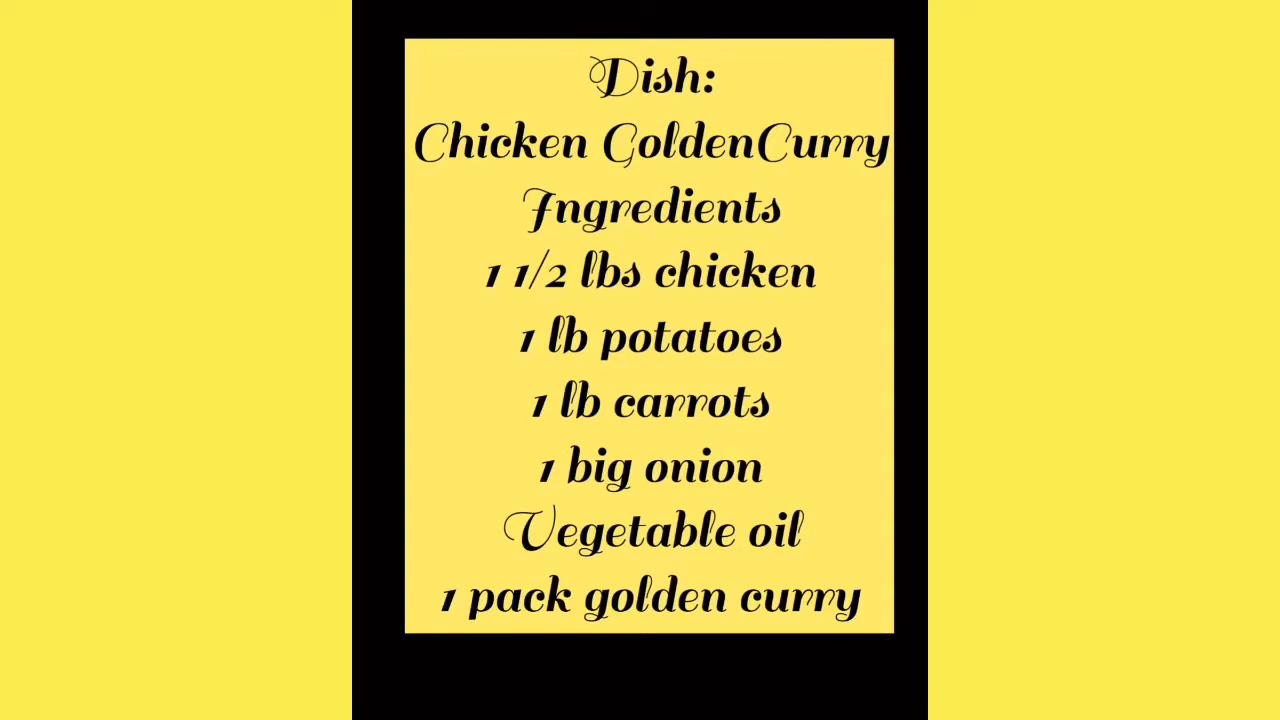 Dish:
Chicken GoldenCurry
Ingredients
1 1/2 lbs chicken
1 lb potatoes
1 lb carrots
1 big onion
Vegetable oil
1 pack golden curry